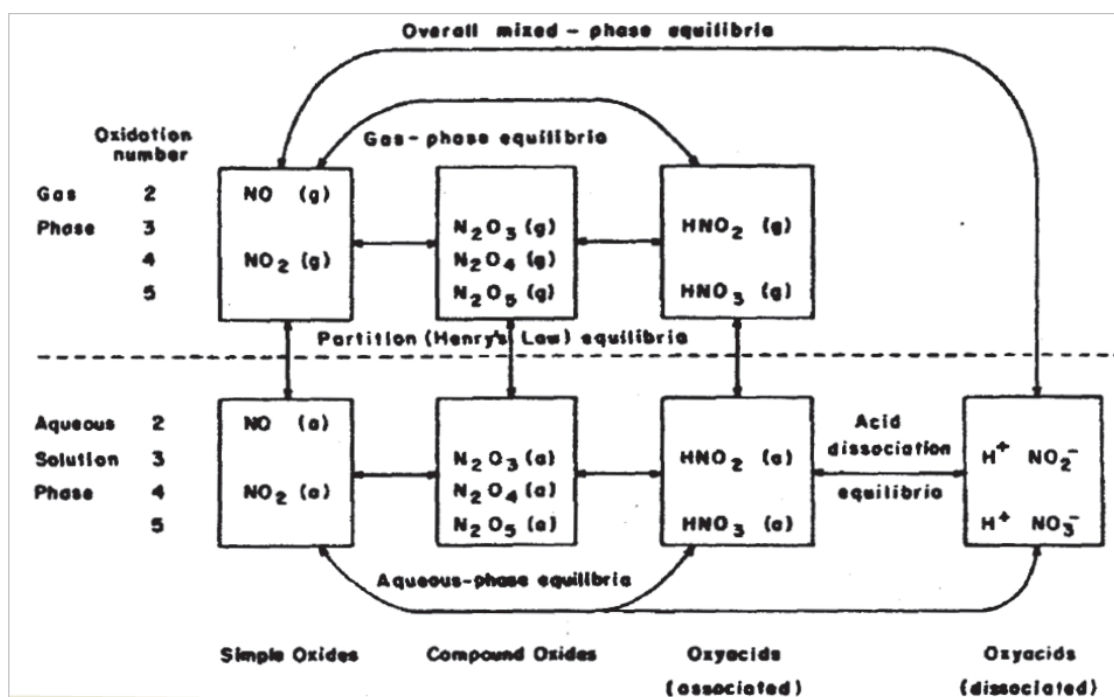 Overall mixed - phase equilibria
Gas - phase equilibria
Oxidation
number
Gas 2 NO (g)
Phase 3 N₂O₃ (g) HNO₂ (g)
4 NO₂ (g) N₂O₄ (g)
5 N₂O₅ (g) HNO₃ (g)
Partition (Henry's Law) equilibria
Aqueous 2 NO (a)
Acid
dissociation
Solution 3 N₂O₃ (a) HNO₂ (a) H⁺ NO₂⁻
Phase 4 NO₂ (a) N₂O₄ (a) equilibria
5 N₂O₅ (a) HNO₃ (a) H⁺ NO₃⁻
Aqueous-phase equilibria
Simple Oxides Compound Oxides Oxyacids Oxyacids
(associated) (dissociated)